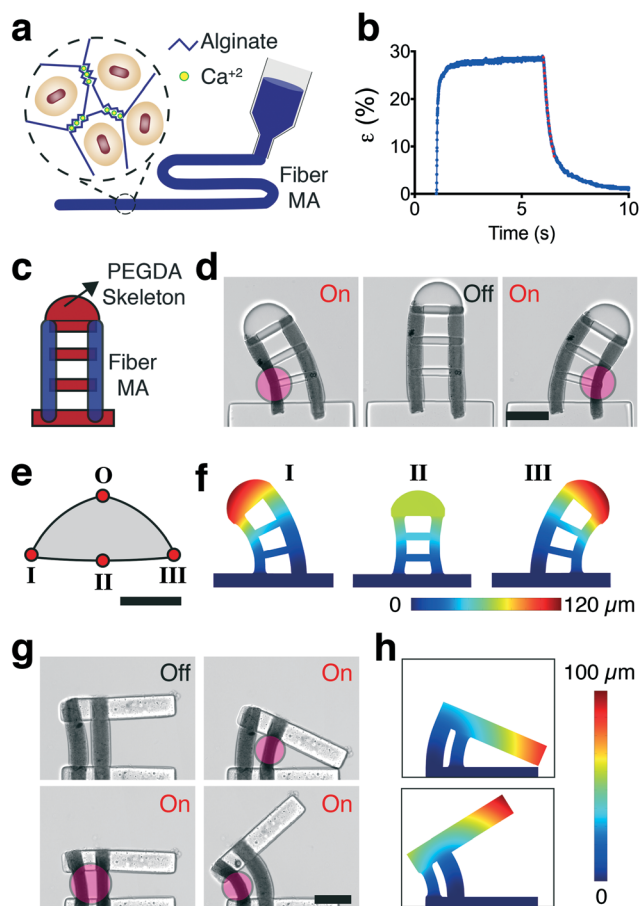 a
Alginate
Ca+2
Fiber
MA
b
ε (%)
30
20
10
0
0
5
10
Time (s)
c
PEGDA
Skeleton
Fiber
MA
d
On
Off
On
e
O
I
II
III
f
I
II
III
0
120 µm
g
Off
On
On
On
h
100 µm
0